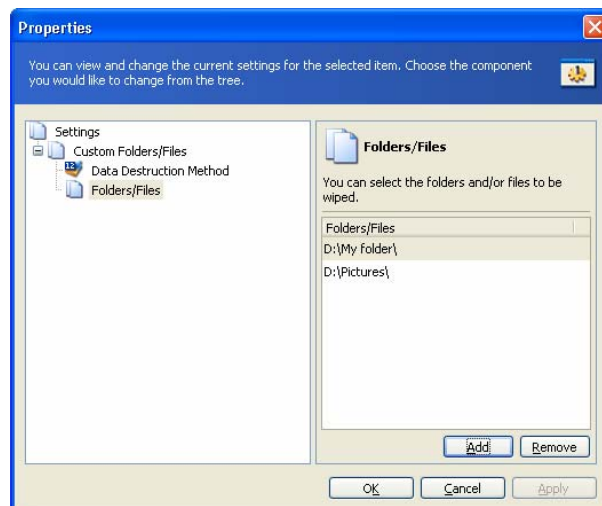 Properties
You can view and change the current settings for the selected item. Choose the component
you would like to change from the tree.
Settings
Custom Folders/Files
Data Destruction Method
Folders/Files
Folders/Files
You can select the folders and/or files to be
wiped.
Folders/Files
D:\My folder\
D:\Pictures\
Add
Remove
OK
Cancel
Apply